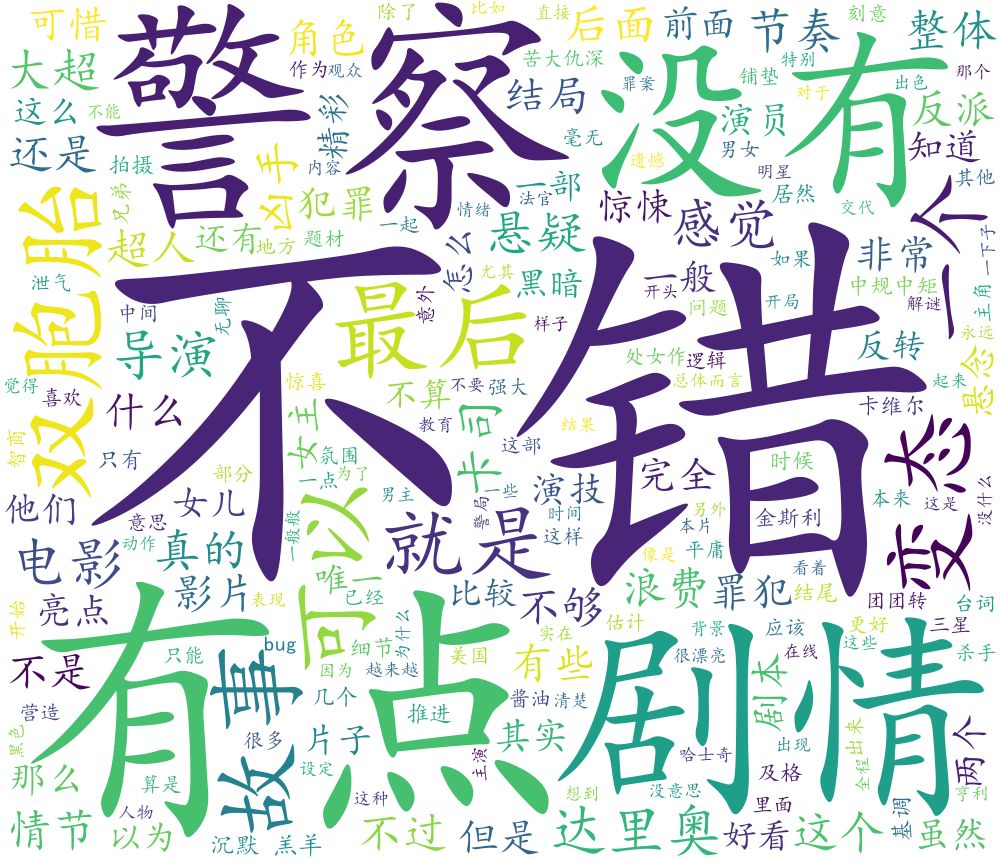 除了
比如
直接
刻意
可惜
警察
角色
后面
前面
节奏
整体
作为
观众
苦大仇深
大超
没有
特别
出色
那个
罪案
铺垫
对于
这么
不能
精彩
结局
演员
反派
还是
拍摄
内容
毫无
遗憾
男女
明星
居然
知道
其他
凶手
犯罪
一部
法官
惊悚
感觉
交代
兄弟
情绪
一起
超人
还有
地方
题材
悬疑
怎么
一个
一下子
双胞胎
泄气
不错
尤其
黑暗
一般
如果
非常
开头
问题
开局
中规中矩
主角
解谜
永远
中间
无聊
最后
意外
样子
导演
处女作
逻辑
反转
悬念
觉得
喜欢
惊喜
不算
不要
强大
总体而言
卡维尔
起来
什么
女主
教育
卡司
这部
结果
变态
智商
只有
氛围
一点
为了
部分
完全
时候
他们
女儿
意思
可以
男主
警局
一些
时间
演技
另外
本来
这是
没什么
一般般
就是
这样
本片
金斯利
电影
动作
真的
唯一
像是
平庸
看着
影片
表现
已经
比较
不够
浪费
罪犯
结尾
团团转
亮点
开始
为什么
实在
估计
背景
应该
更好
台词
三星
不是
只能
bug
细节
因为
越来越
美国
有些
很漂亮
在线
这些
杀手
有点
剧情
故事
营造
几个
推进
酱油
清楚
剧本
黑色
很多
片子
主演
其实
哈士奇
出现
全程
出来
两个
那么
算是
设定
这种
想到
没意思
及格
亨利
人物
里面
基调
情节
以为
沉默
羔羊
不过
但是
达里奥
好看
这个
虽然